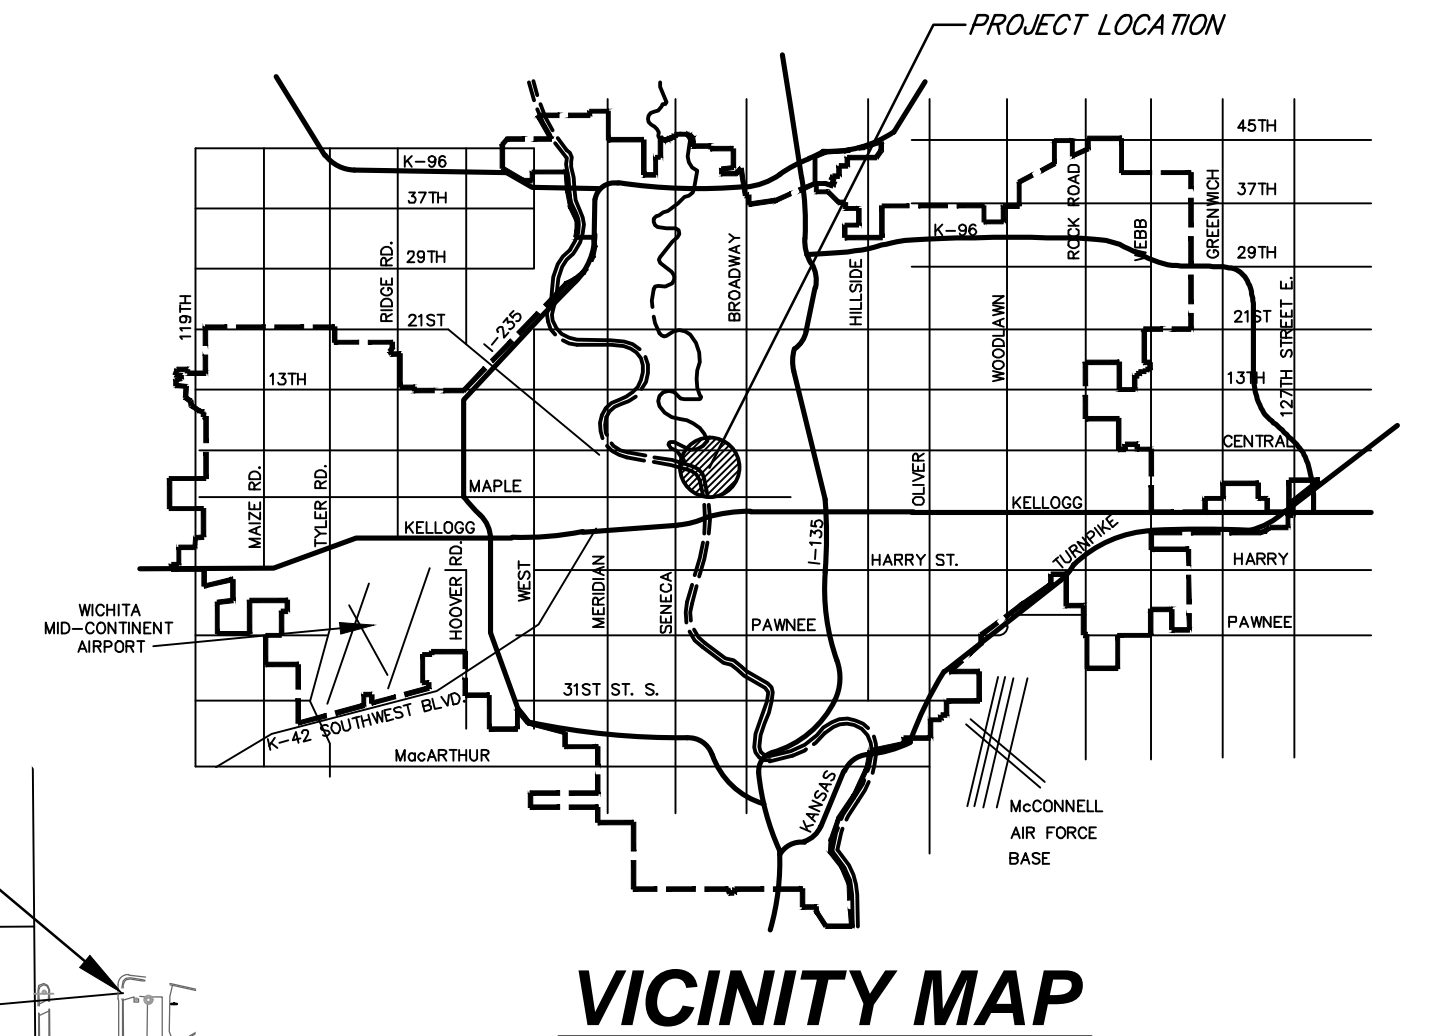 PROJECT LOCATION
45TH
K-96
37TH
37TH
29TH
29TH
K-96
21ST
21ST
13TH
13TH
119TH
RIDGE RD.
I-235
BROADWAY
HILLSIDE
WOODLAWN
ROCK ROAD
WEBB
GREENWICH
127TH STREET E.
CENTRAL
MAIZE RD.
TYLER RD.
MAPLE
OLIVER
KELLOGG
KELLOGG
I-135
TURNPIKE
HARRY ST.
HARRY
HOOVER RD.
WEST
MERIDIAN
SENECA
PAWNEE
PAWNEE
WICHITA
MID-CONTINENT
AIRPORT
31ST ST. S.
K-42 SOUTHWEST BLVD.
MacARTHUR
KANSAS
McCONNELL
AIR FORCE
BASE
VICINITY MAP